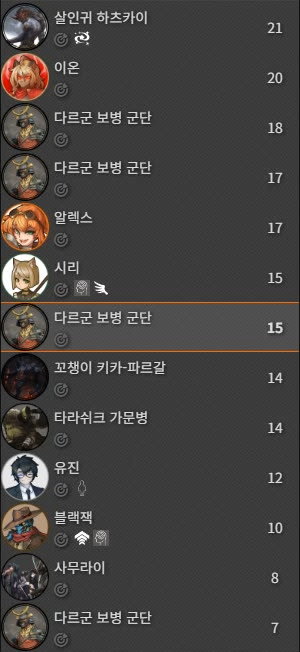 살인귀 하츠카이
21
이온
20
다르군 보병 군단
18
다르군 보병 군단
17
알렉스
17
시리
15
다르군 보병 군단
15
꼬챙이 키카-파르갈
14
타라쉬크 가문병
14
유진
12
블랙잭
10
사무라이
8
다르군 보병 군단
7